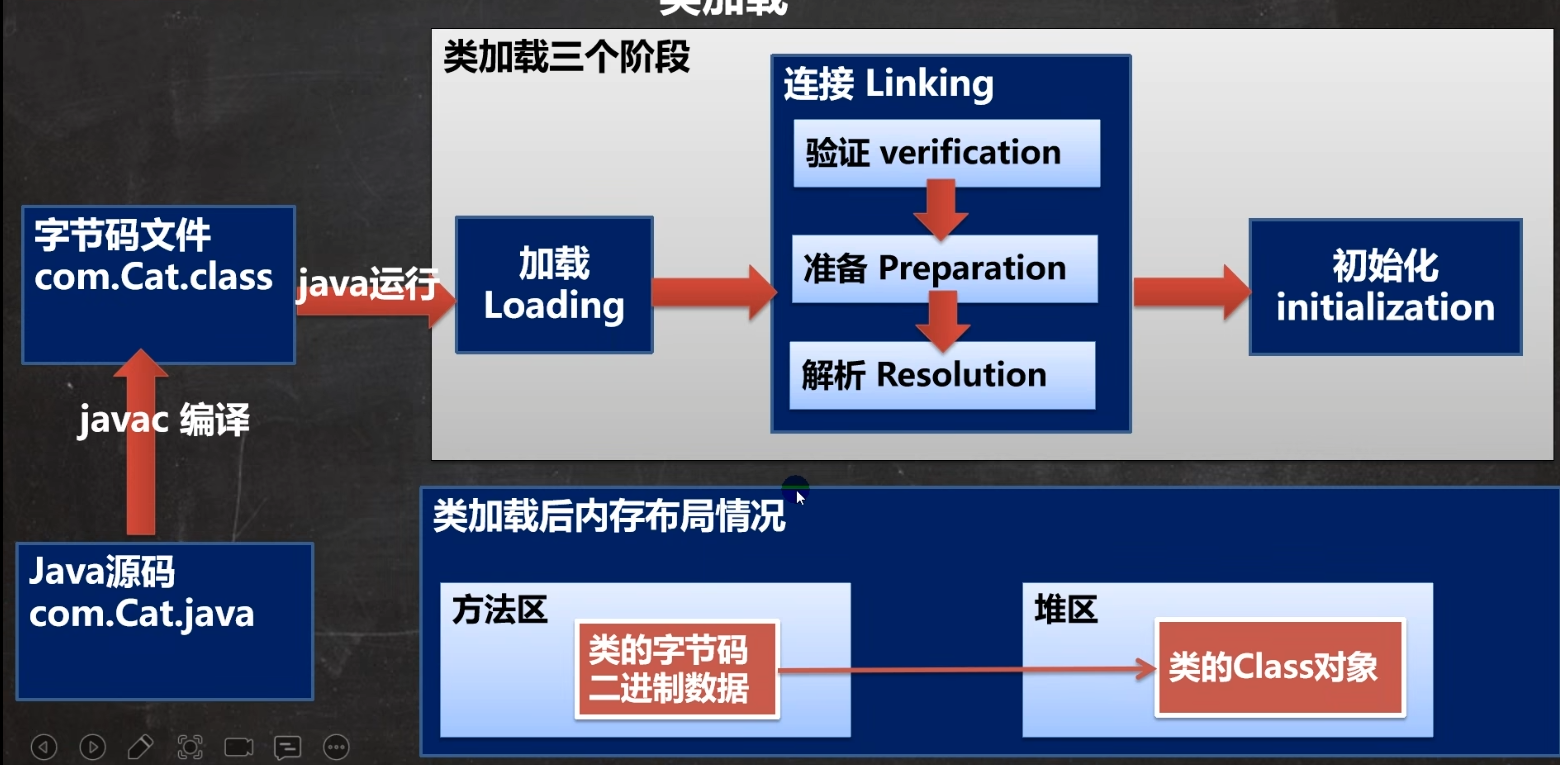 类加载
类加载三个阶段
连接 Linking
验证 verification
准备 Preparation
解析 Resolution
字节码文件
com.Cat.class
java运行
加载
Loading
初始化
initialization
javac 编译
Java源码
com.Cat.java
类加载后内存布局情况
方法区
类的字节码
二进制数据
堆区
类的Class对象